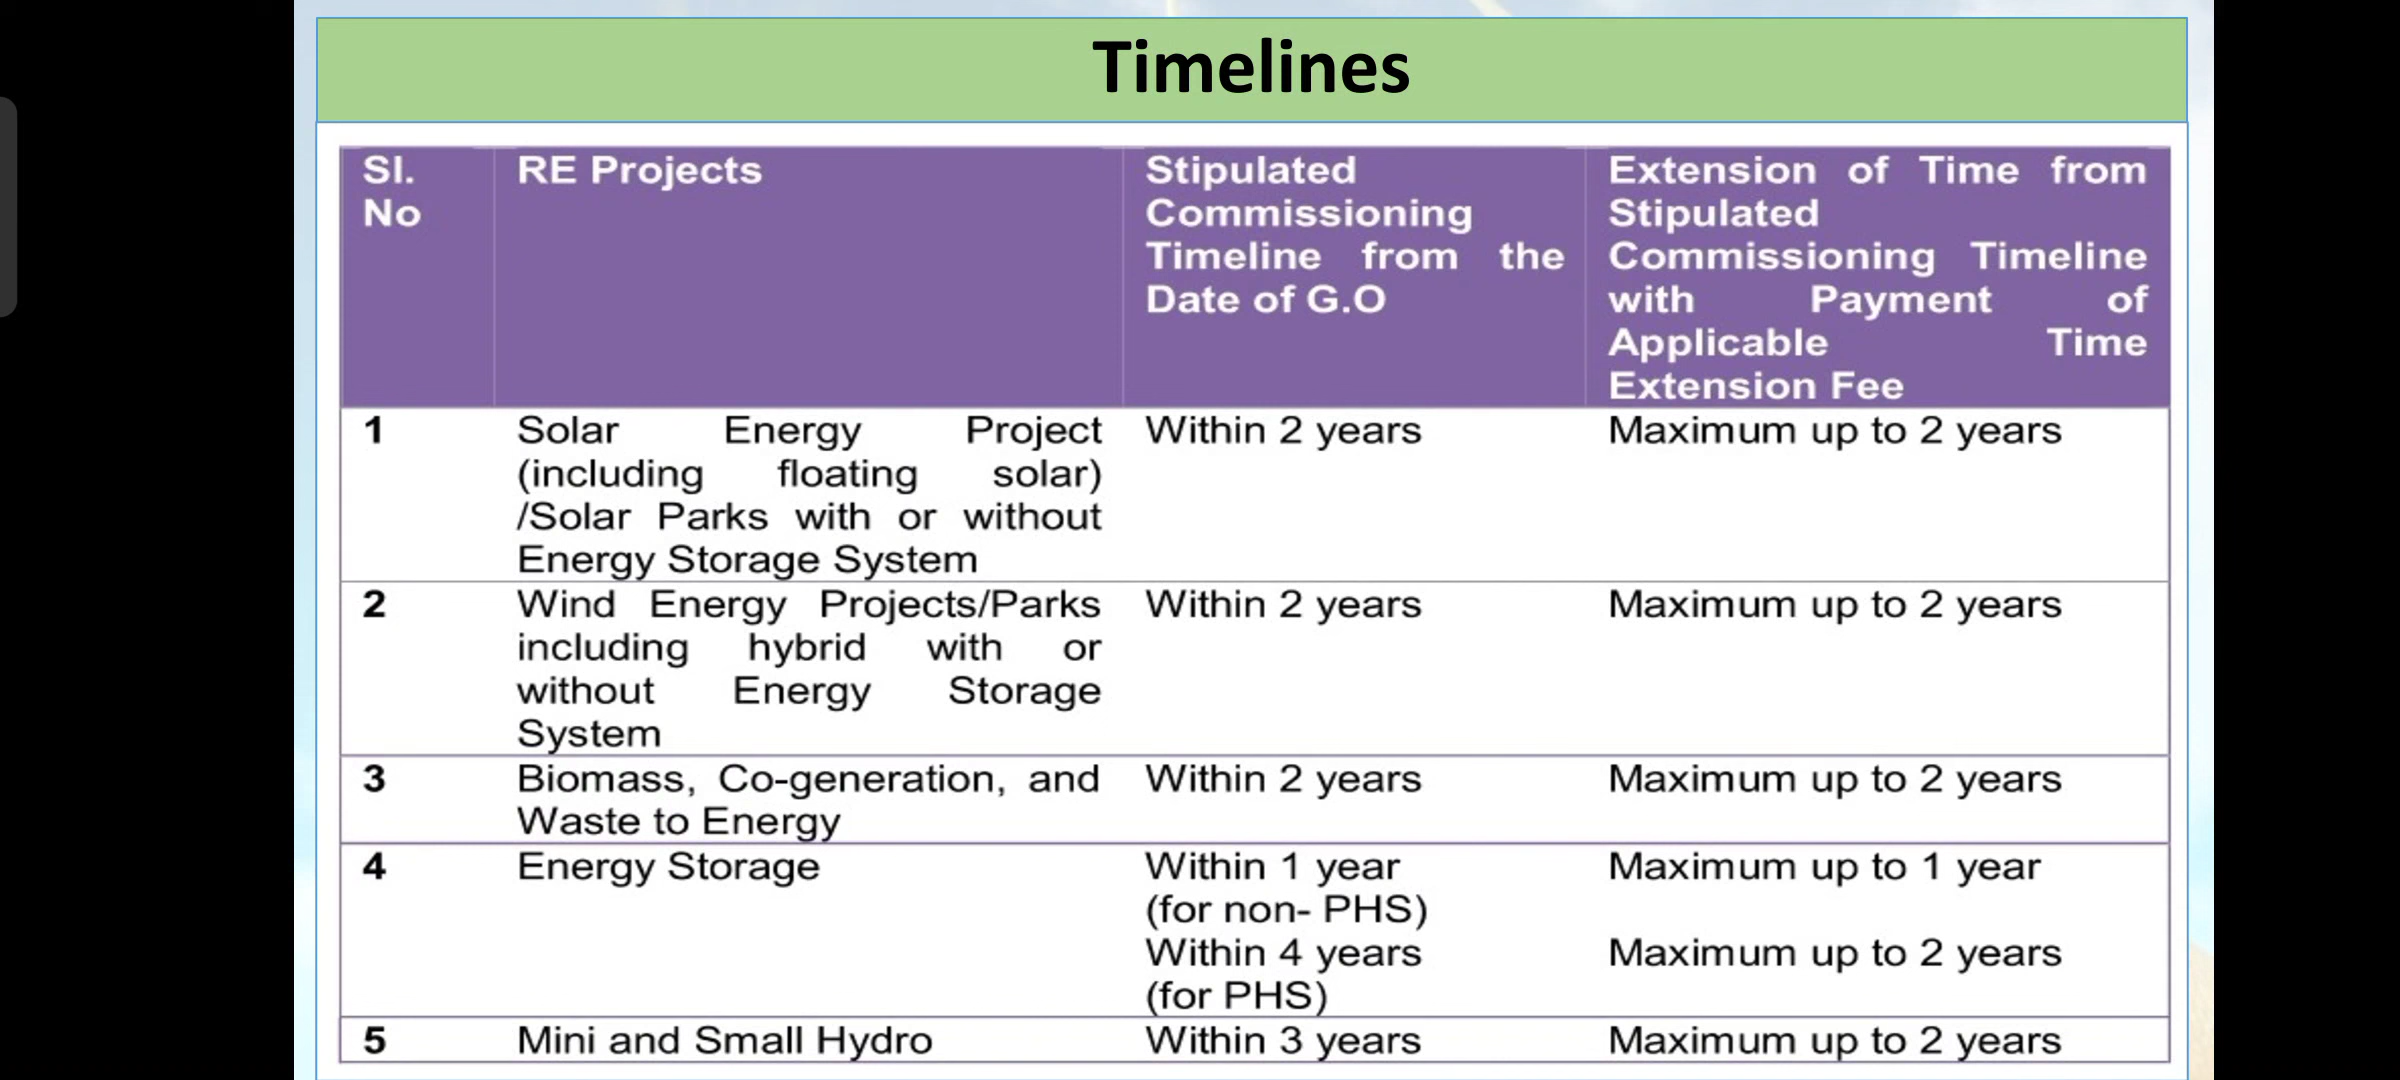 Timelines
Sl. No
RE Projects
Stipulated Commissioning Timeline from the Date of G.O
Extension of Time from Stipulated Commissioning Timeline with Payment of Applicable Time Extension Fee
1
Solar Energy Project
(including floating solar)
/Solar Parks with or without
Energy Storage System
Within 2 years
Maximum up to 2 years
2
Wind Energy Projects/Parks
including hybrid with or
without Energy Storage
System
Within 2 years
Maximum up to 2 years
3
Biomass, Co-generation, and
Waste to Energy
Within 2 years
Maximum up to 2 years
4
Energy Storage
Within 1 year
(for non- PHS)
Maximum up to 1 year
Within 4 years
(for PHS)
Maximum up to 2 years
5
Mini and Small Hydro
Within 3 years
Maximum up to 2 years